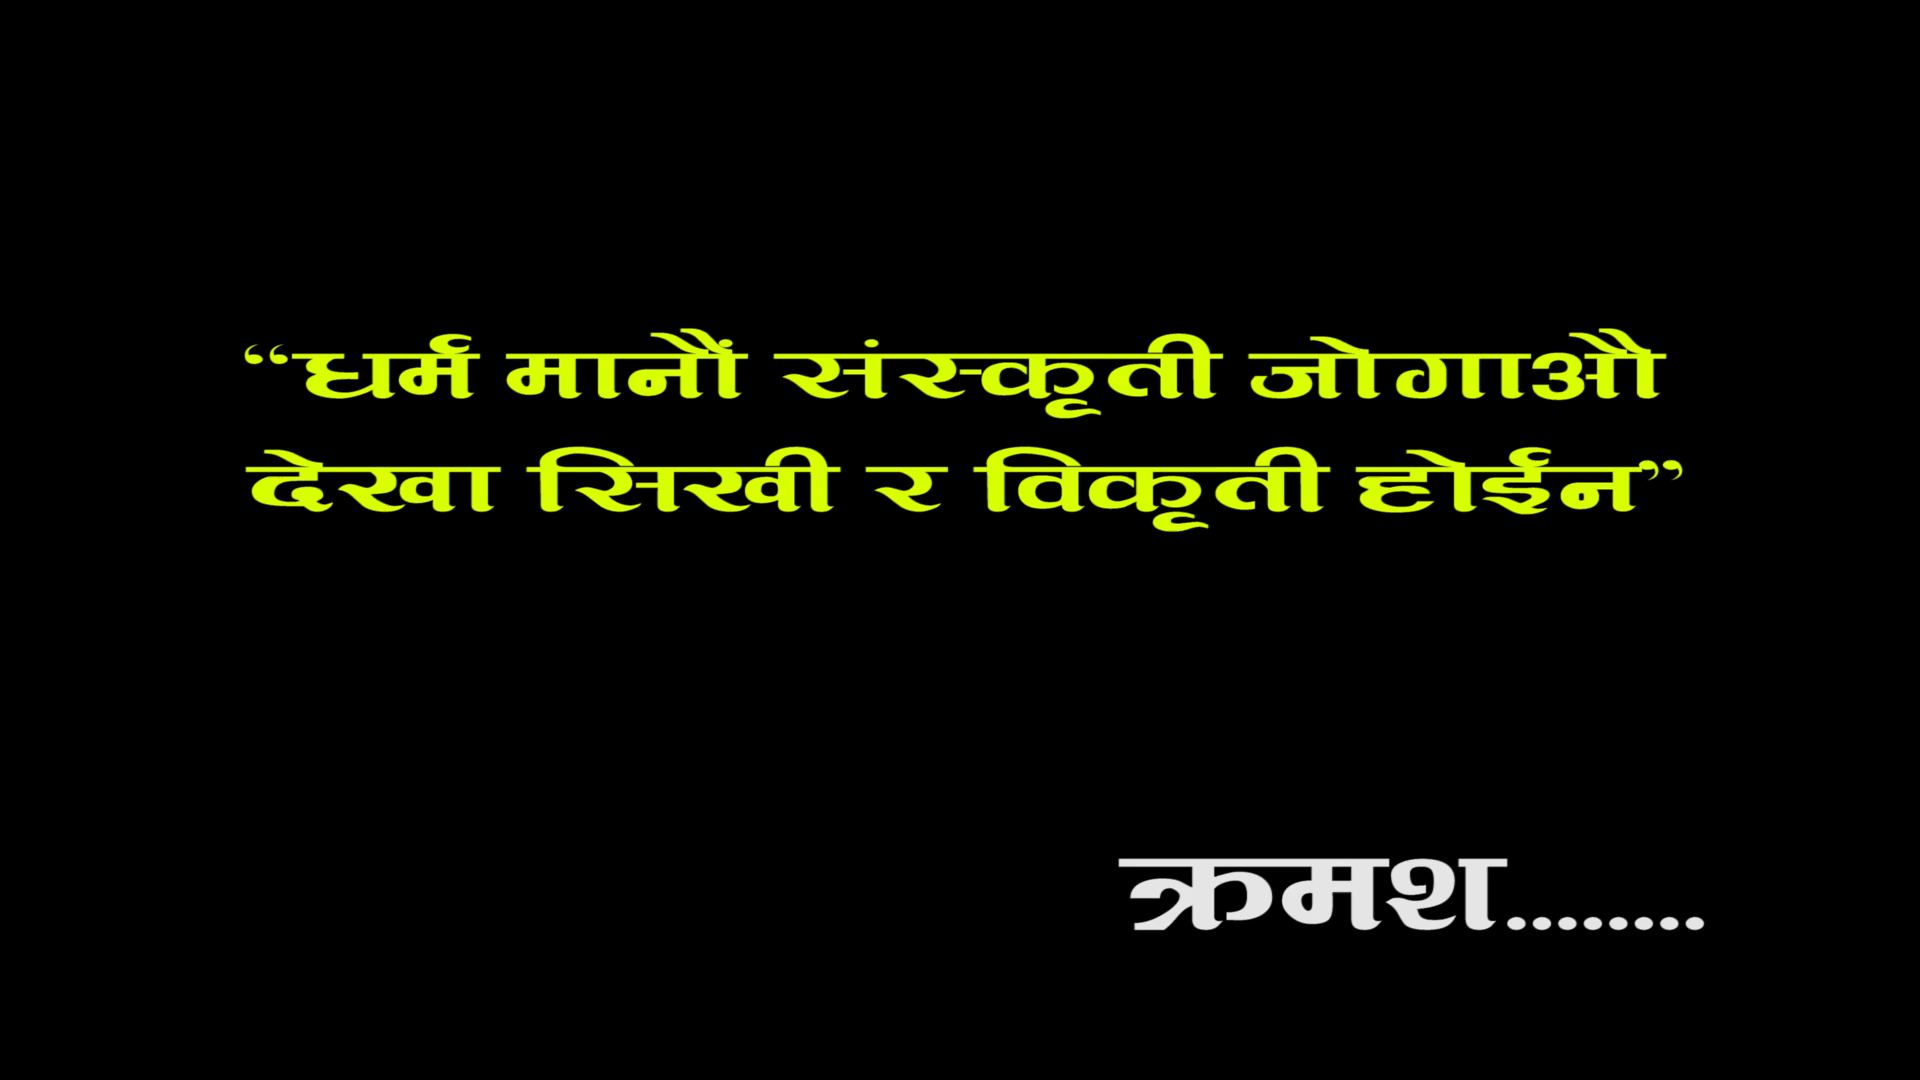 “धर्म मानौं संस्कृती जोगाऔ
देखा सिखी र विकृती होईन”
क्रमश........